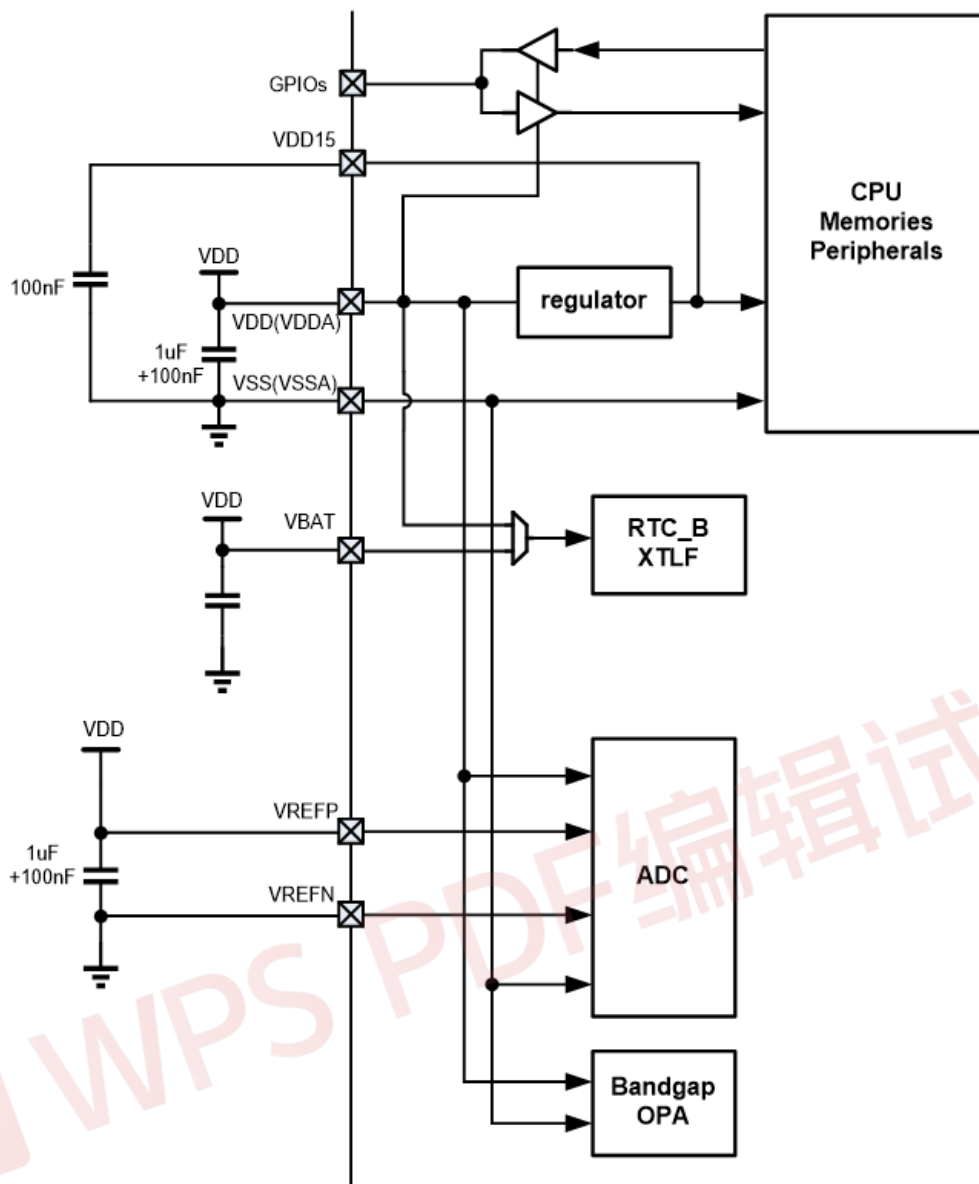 GPIOs
VDD15
CPU
Memories
Peripherals
VDD
100nF
regulator
VDD(VDDA)
1uF
+100nF
VSS(VSSA)
VDD
VBAT
RTC_B
XTLF
VDD
VREFP
1uF
+100nF
ADC
VREFN
Bandgap
OPA
WPS PDF编辑试